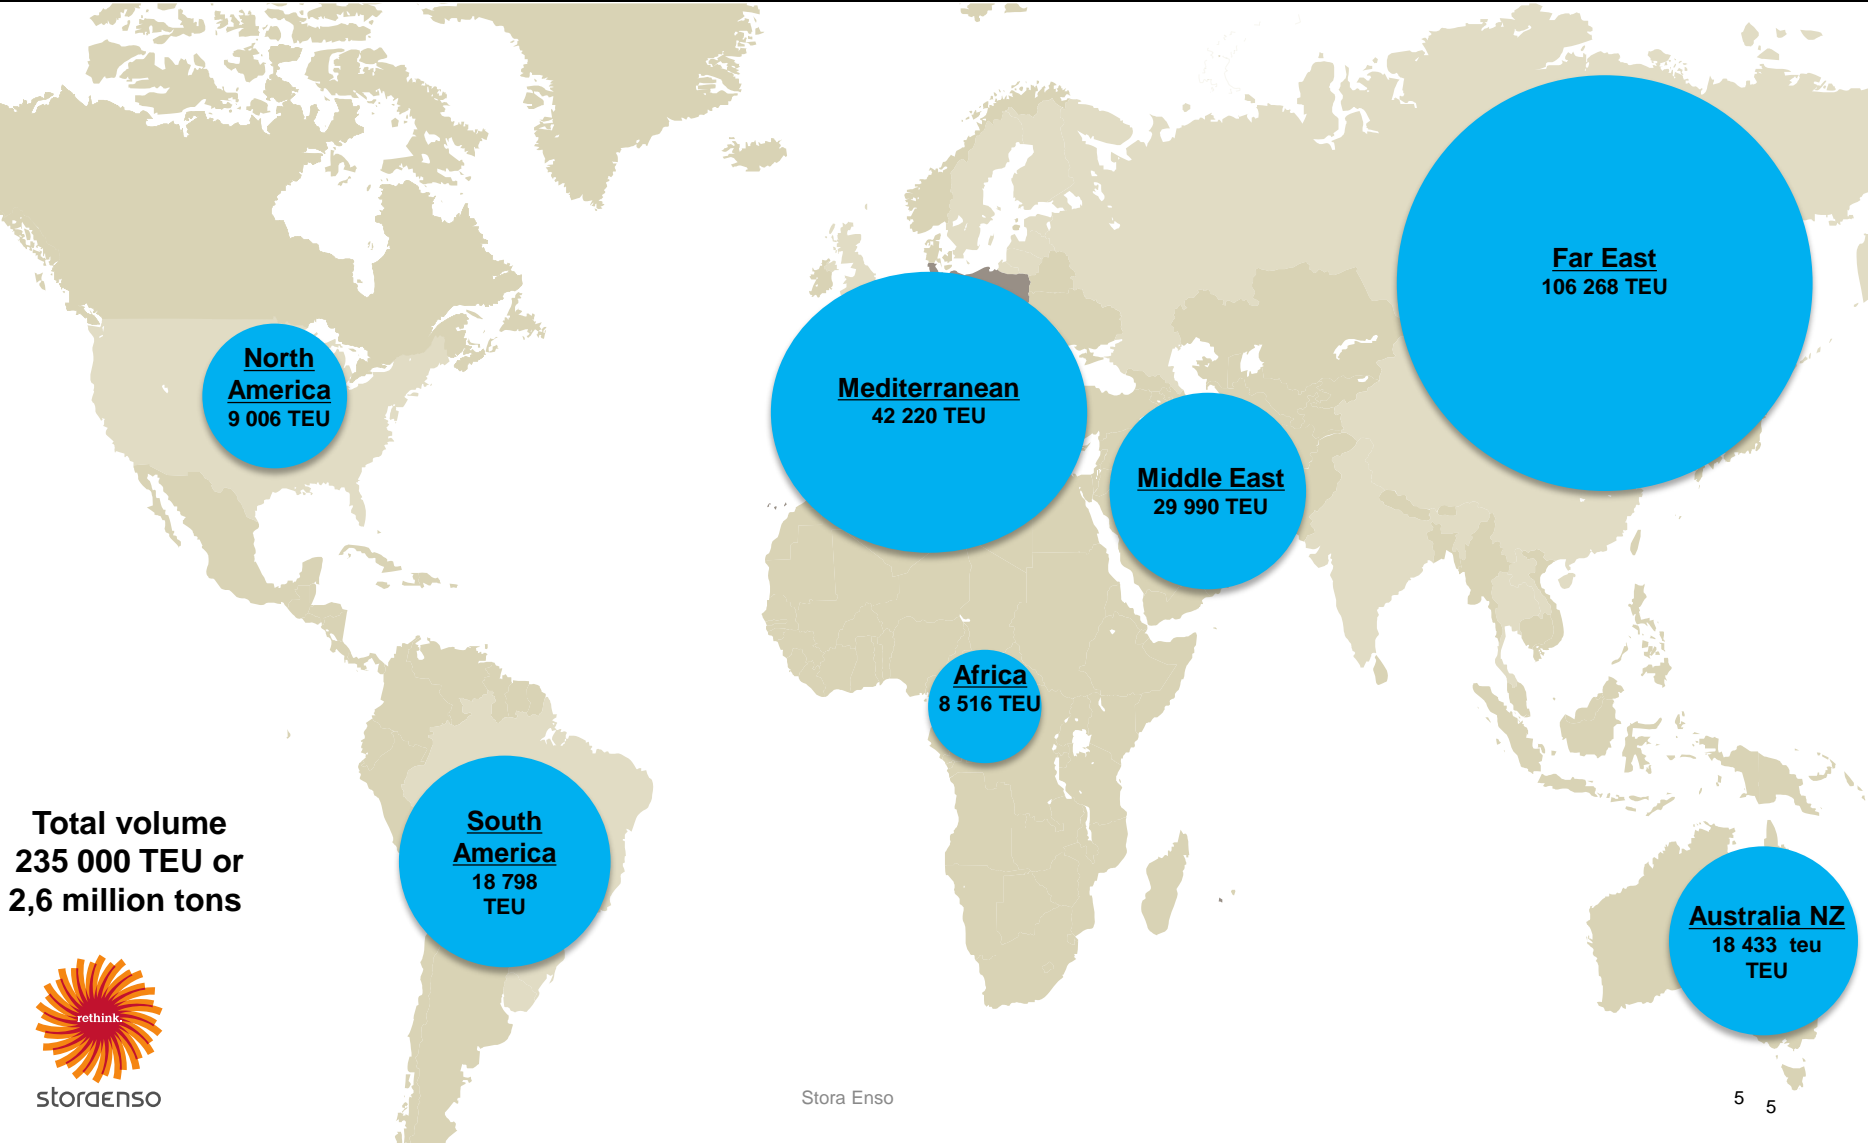 Far East
106 268 TEU
North
America
9 006 TEU
Mediterranean
42 220 TEU
Middle East
29 990 TEU
Africa
8 516 TEU
South
America
18 798
TEU
Australia NZ
18 433  teu
TEU
Total volume
235 000 TEU or
2,6 million tons
rethink.
storaenso
Stora Enso
5
5